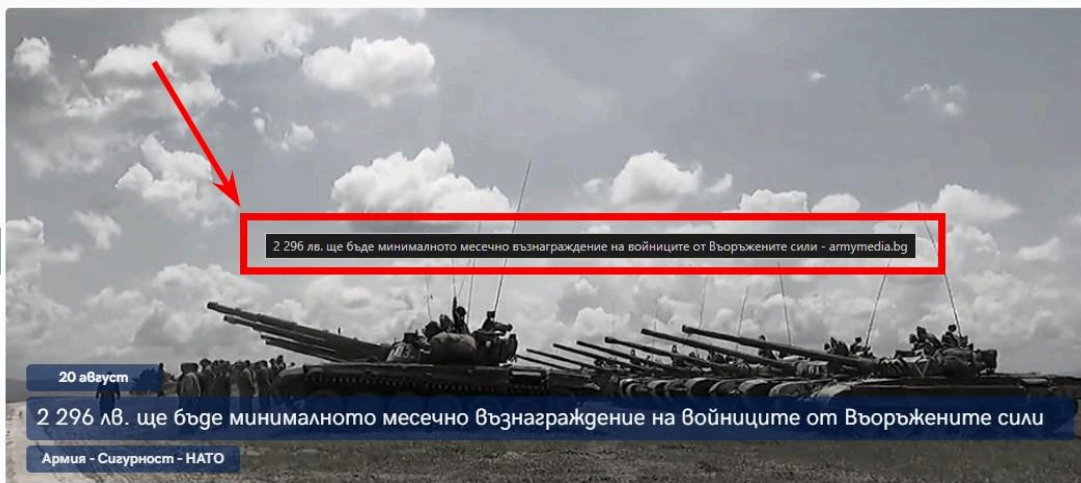 2 296 лв. ще бъде минималното месечно възнаграждение на войниците от Въоръжените сили - armymedia.bg
20 август
2 296 лв. ще бъде минималното месечно възнаграждение на войниците от Въоръжените сили
Армия - Сигурност - НАТО